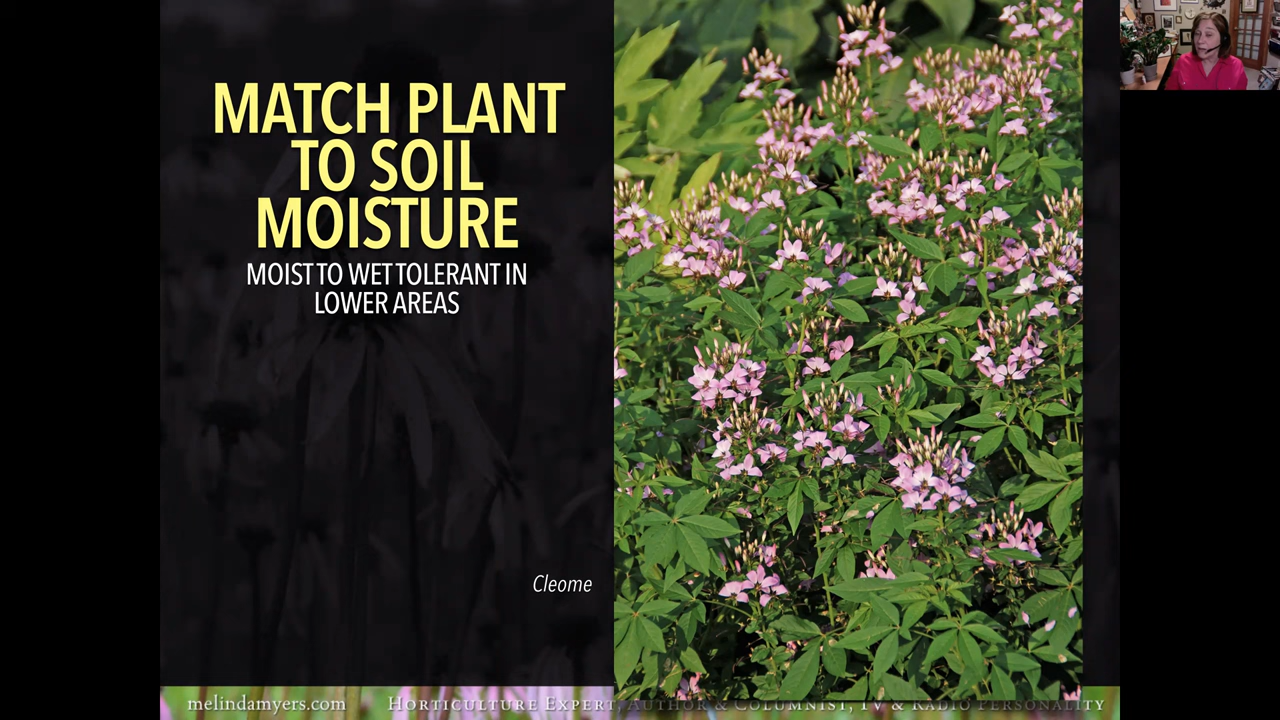 MATCH PLANT
TO SOIL
MOISTURE
MOIST TO WET TOLERANT IN
LOWER AREAS
Cleome
melindamyers.com HORTICULTURE EXPERT, AUTHOR & COLUMNIST, TV & RADIO PERSONALITY